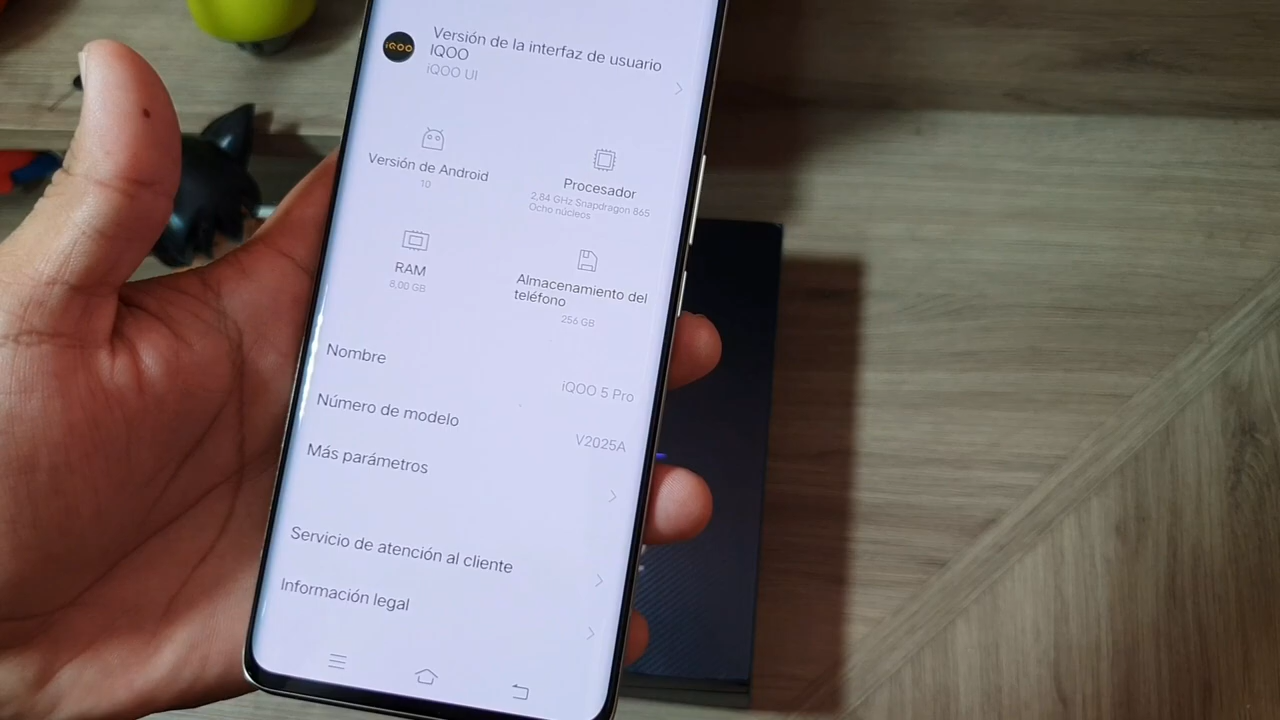 iQOO
Versión de la interfaz de usuario
IQOO
iQOO UI
Versión de Android
10
Procesador
2,84 GHz Snapdragon 865
Ocho núcleos
RAM
8,00 GB
Almacenamiento del
teléfono
256 GB
Nombre
iQOO 5 Pro
Número de modelo
V2025A
Más parámetros
Servicio de atención al cliente
Información legal